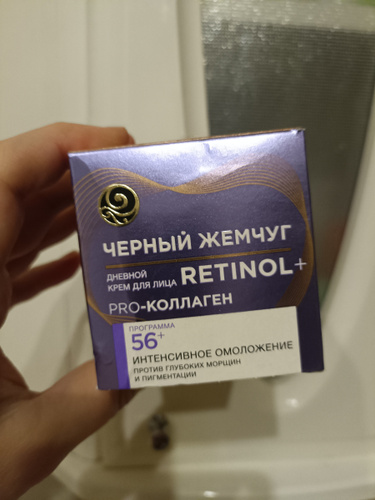 ЧЕРНЫЙ ЖЕМЧУГ
ДНЕВНОЙ
КРЕМ ДЛЯ ЛИЦА RETINOL+
PRO-КОЛЛАГЕН
ПРОГРАММА
56+
ИНТЕНСИВНОЕ ОМОЛОЖЕНИЕ
ПРОТИВ ГЛУБОКИХ МОРЩИН
И ПИГМЕНТАЦИИ